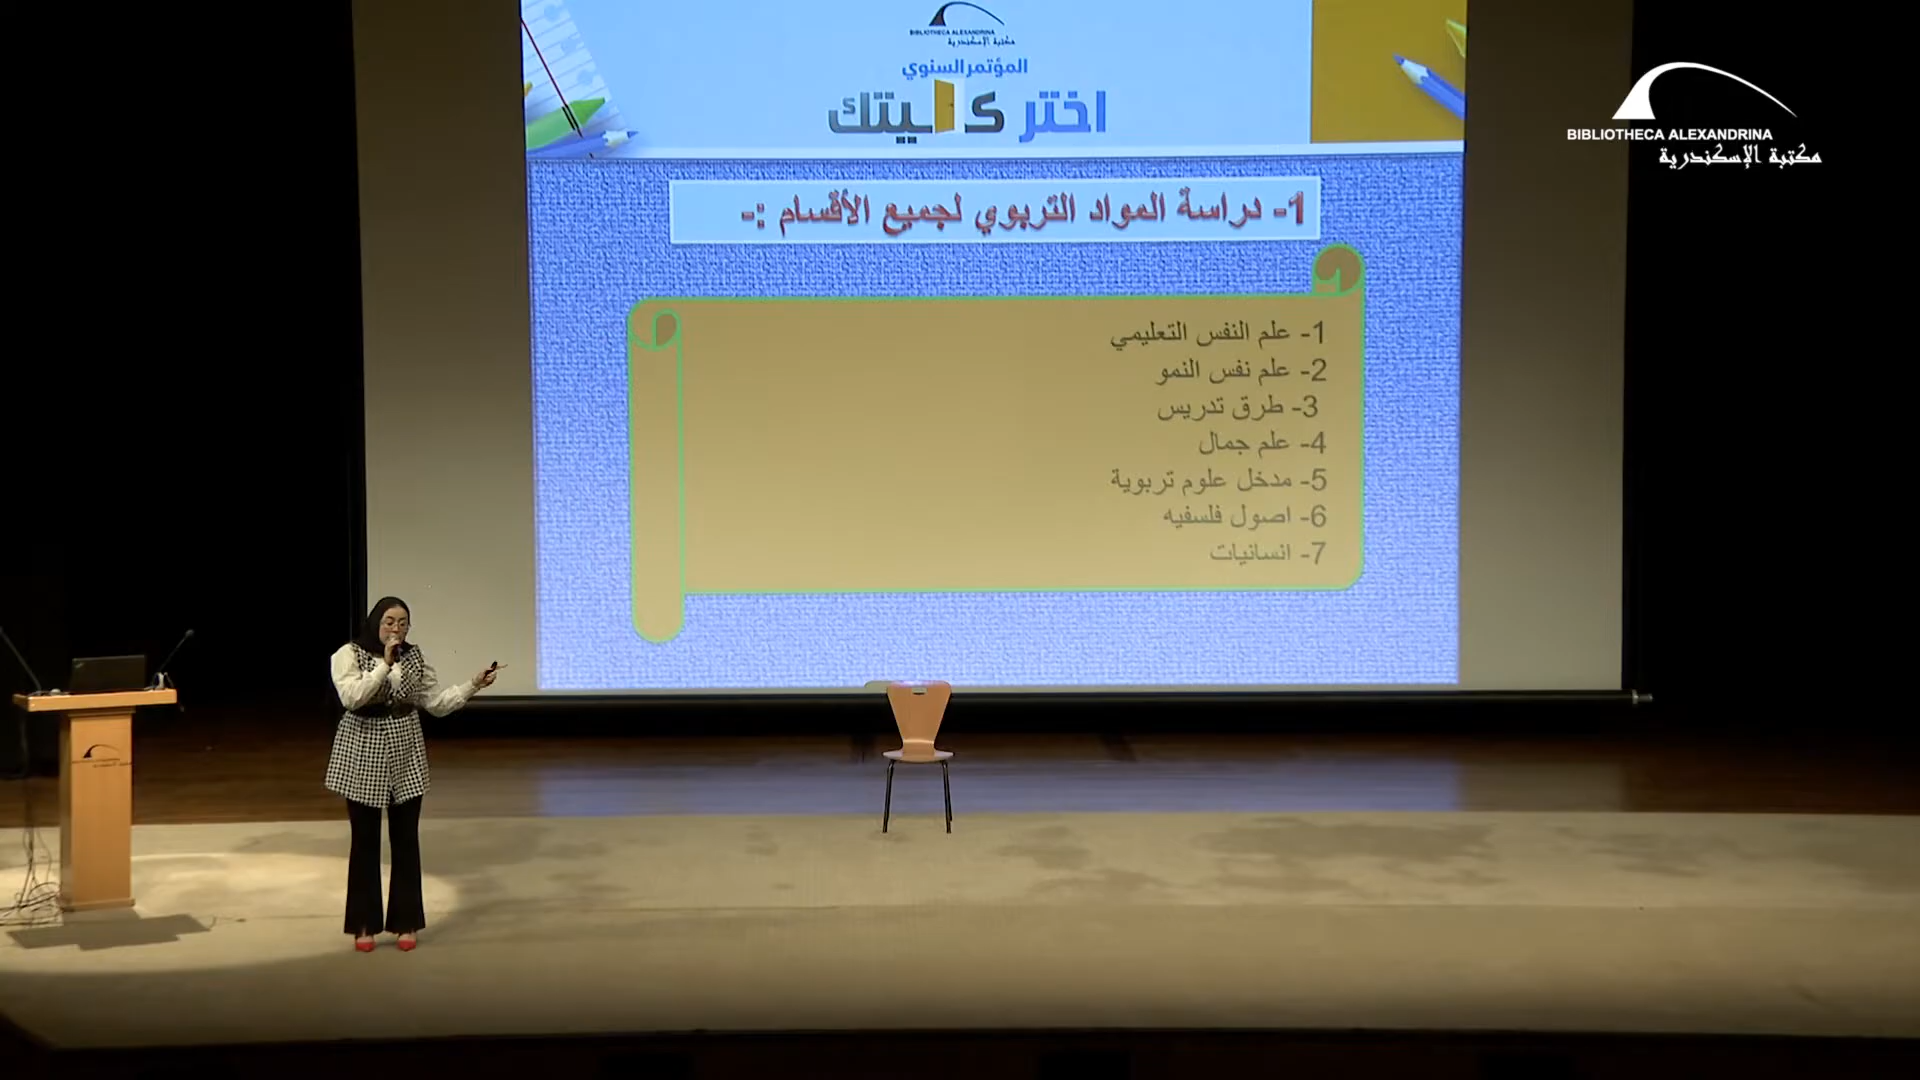 BIBLIOTHECA ALEXANDRINA
مكتبة الإسكندرية
المؤتمر السنوي
اختر كليتك
1- دراسة المواد التربوي لجميع الأقسام :-
1- علم النفس التعليمي
2- علم نفس النمو
3- طرق تدريس
4- علم جمال
5- مدخل علوم تربوية
6- اصول فلسفيه
7- انسانيات
BIBLIOTHECA ALEXANDRINA
مكتبة الإسكندرية